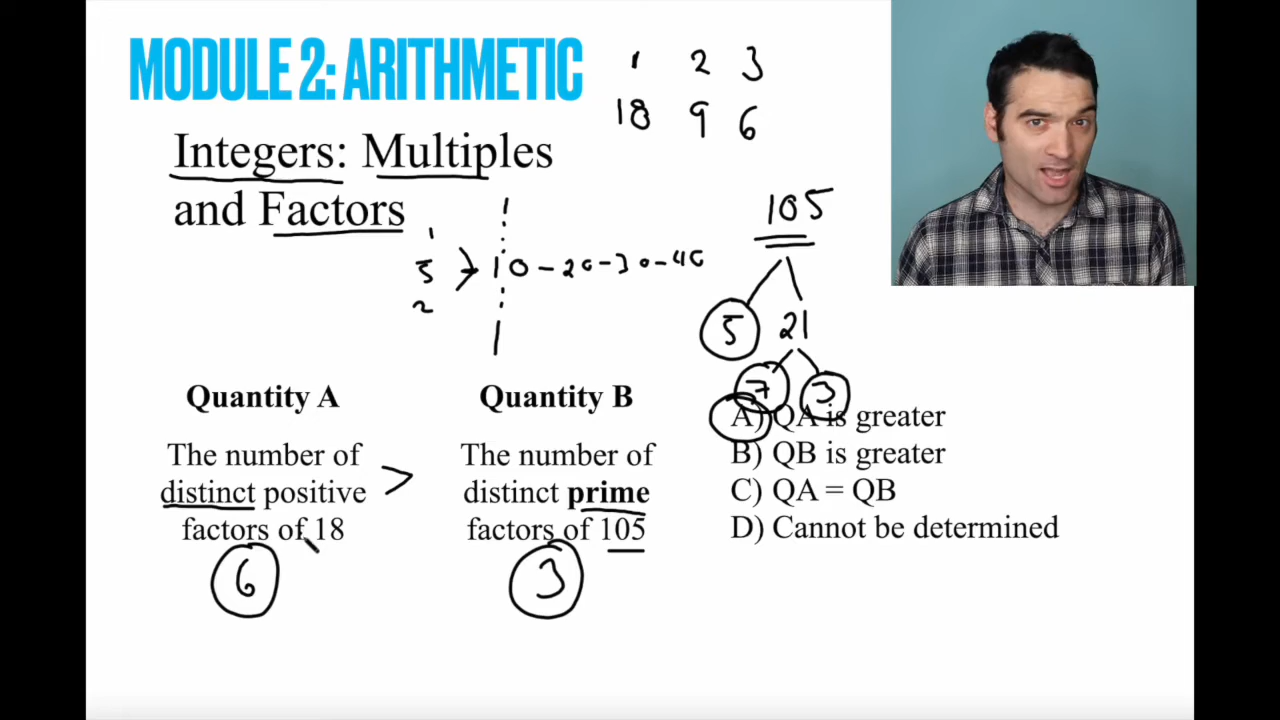 MODULE 2: ARITHMETIC
1 2 3
18 9 6
Integers: Multiples
and Factors
105
1
5 > 10 - 20 - 30 - 40
2
5 21
7 3
Quantity A
The number of
distinct positive
factors of 18
6
>
Quantity B
The number of
distinct prime
factors of 105
3
A) QA is greater
B) QB is greater
C) QA = QB
D) Cannot be determined